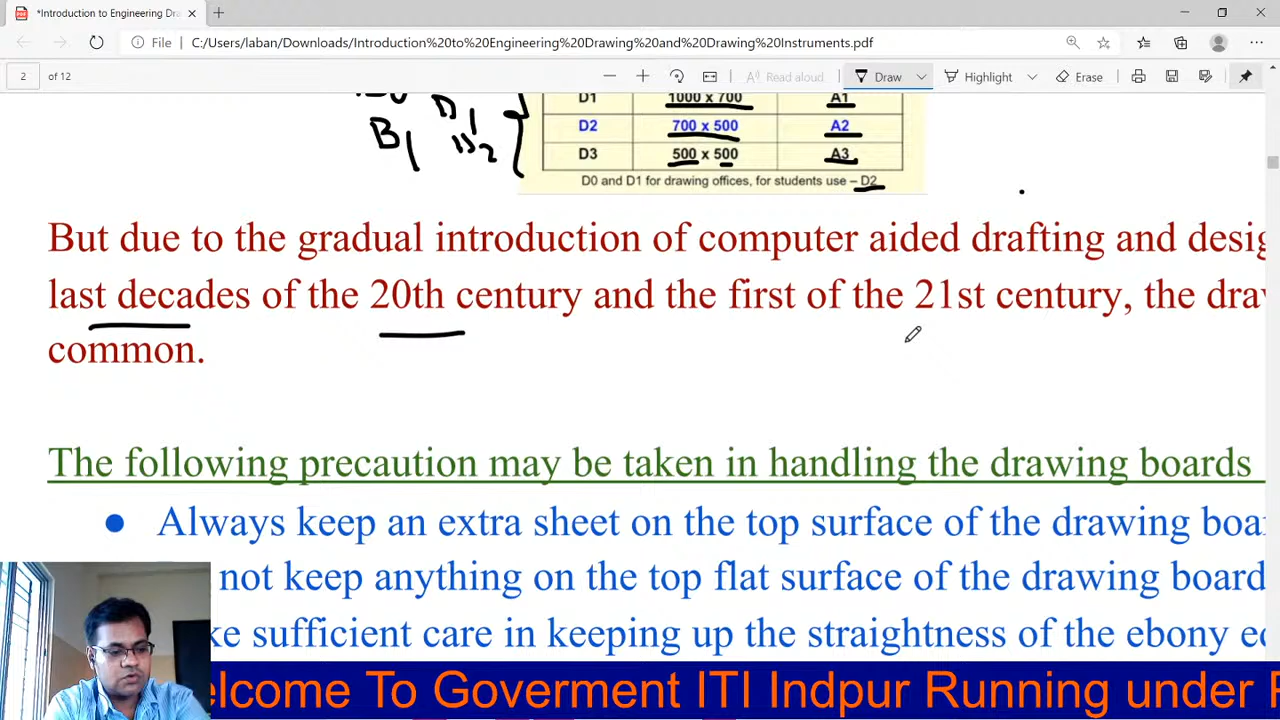 *Introduction to Engineering Dra
File C:/Users/laban/Downloads/Introduction%20to%20Engineering%20Drawing%20and%20Drawing%20Instruments.pdf
2 of 12 Read aloud Draw Highlight Erase
D1 1000 x 700 A1
D1
B1 D2 700 x 500 A2
D2
D3 500 x 500 A3
D0 and D1 for drawing offices, for students use – D2
But due to the gradual introduction of computer aided drafting and desig
last decades of the 20th century and the first of the 21st century, the draw
common.
The following precaution may be taken in handling the drawing boards
● Always keep an extra sheet on the top surface of the drawing boa
not keep anything on the top flat surface of the drawing board
ke sufficient care in keeping up the straightness of the ebony e
elcome To Goverment ITI Indpur Running under